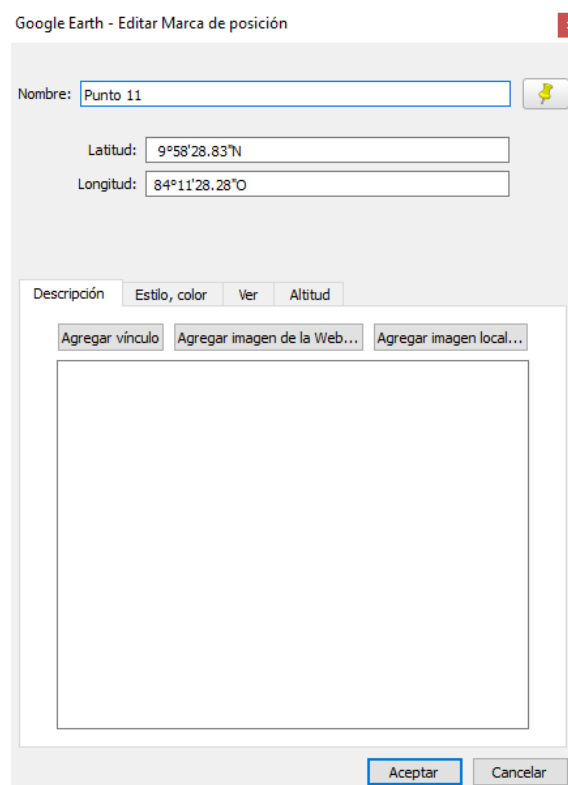 Google Earth - Editar Marca de posición
Nombre: Punto 11
Latitud: 9°58'28.83"N
Longitud: 84°11'28.28"O
Descripción Estilo, color Ver Altitud
Agregar vínculo Agregar imagen de la Web... Agregar imagen local...
Aceptar Cancelar